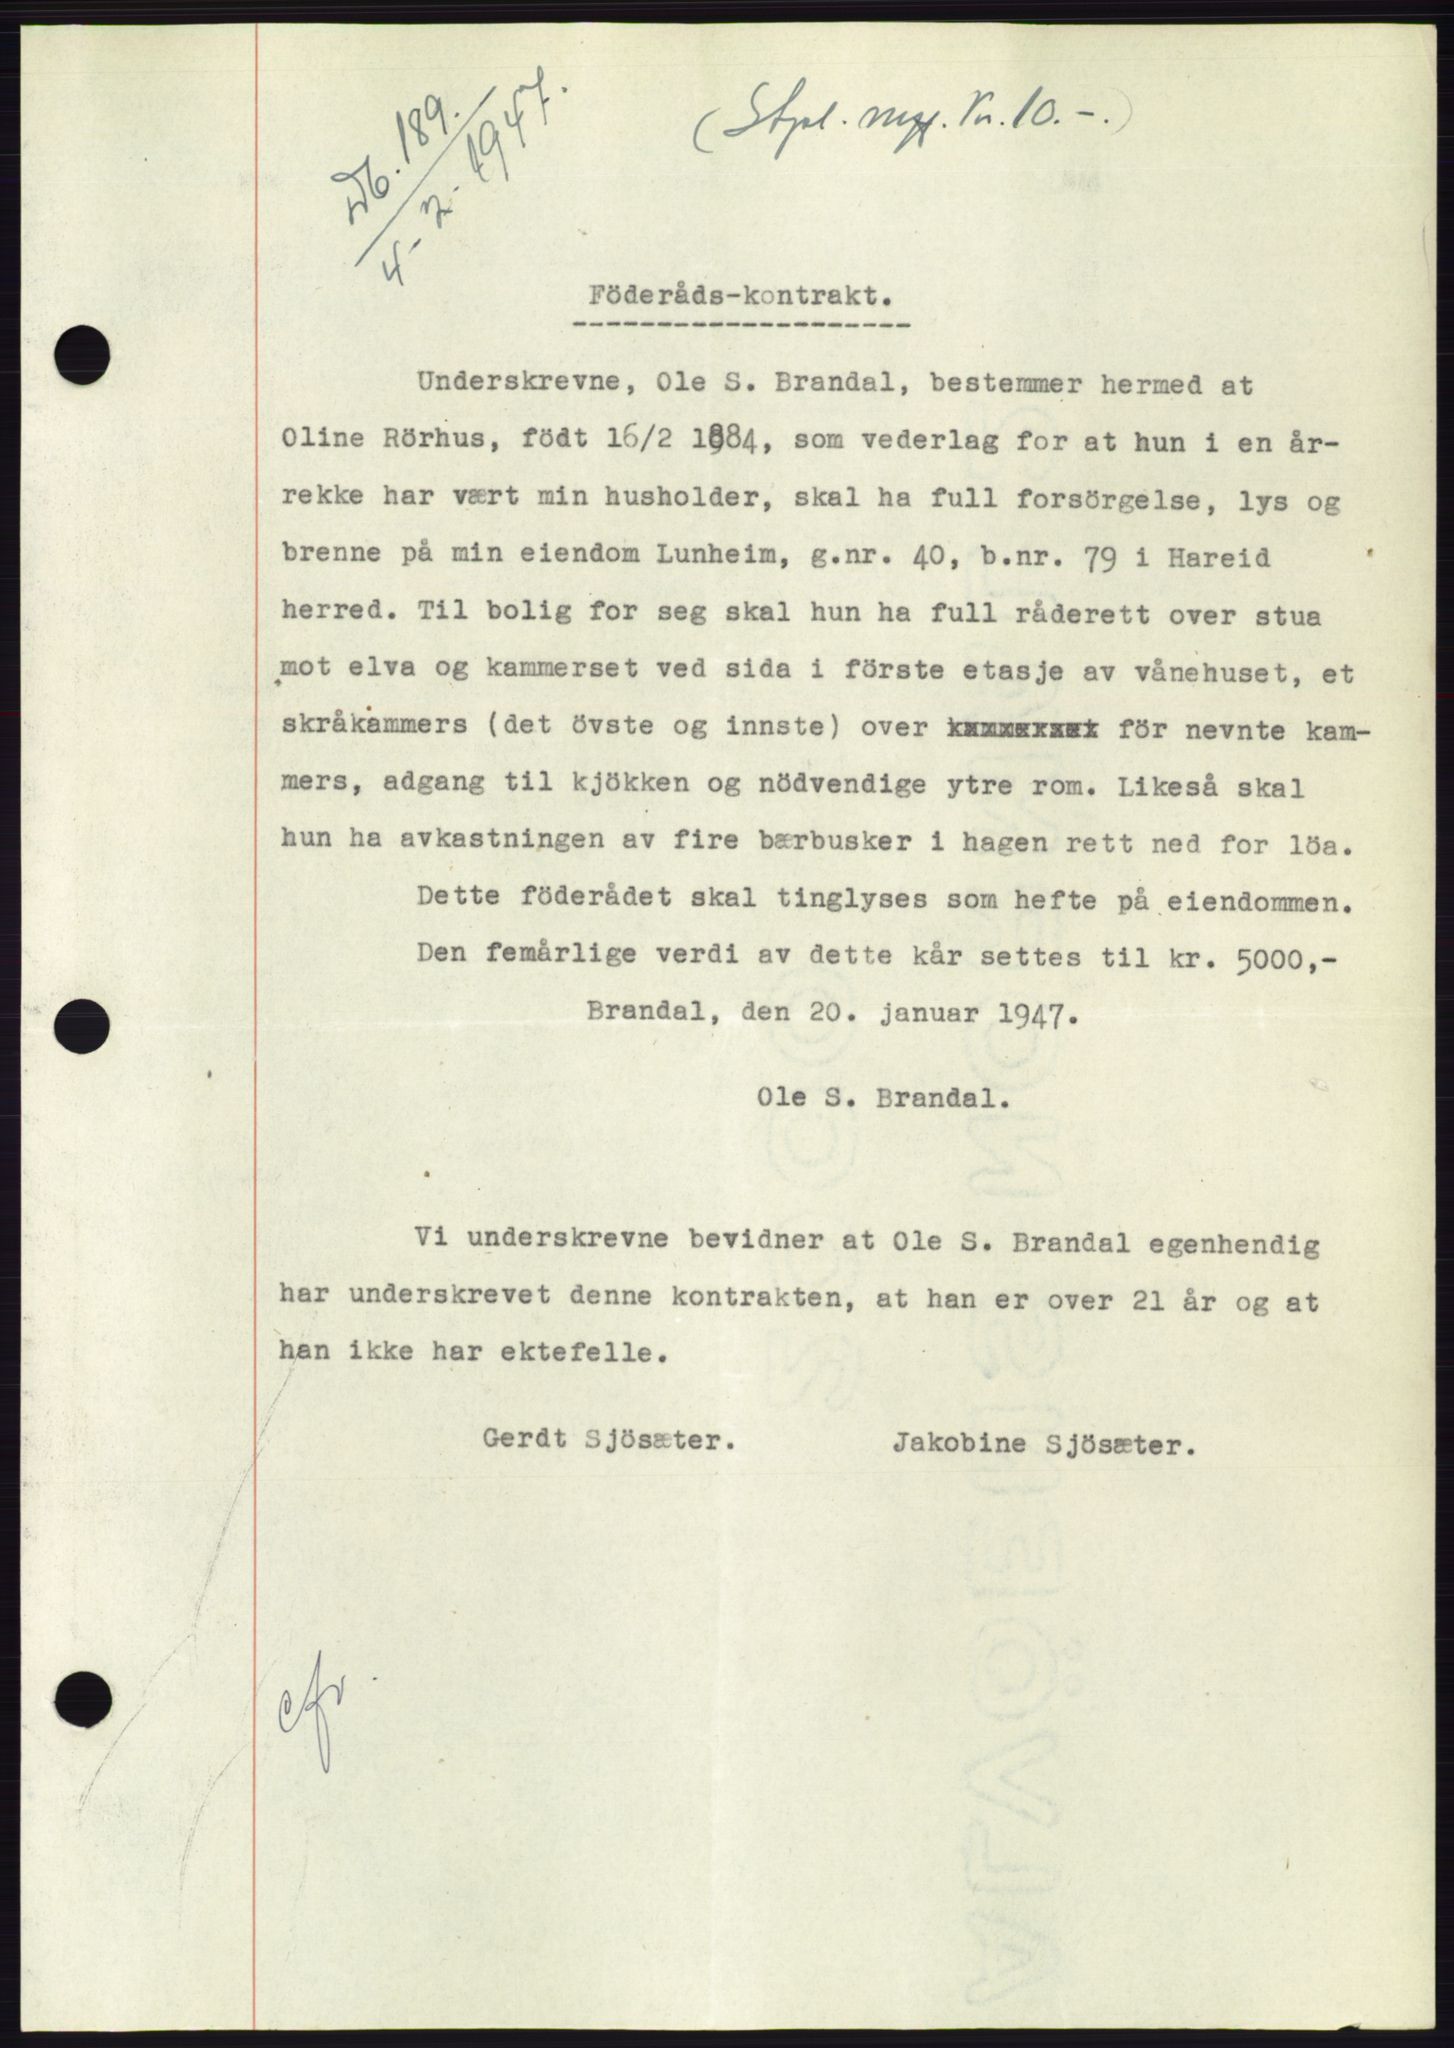 Db. 189.
4-2-1947.
(Stpl. mrk. Kr. 10.-.)
Föderåds-kontrakt.
Underskrevne, Ole S. Brandal, bestemmer hermed at
Oline Rörhus, födt 16/2 1884, som vederlag for at hun i en år-
rekke har vært min husholder, skal ha full forsörgelse, lys og
brenne på min eiendom Lunheim, g.nr. 40, b.nr. 79 i Hareid
herred. Til bolig for seg skal hun ha full råderett over stua
mot elva og kammerset ved sida i förste etasje av vånehuset, et
skråkammers (det övste og innste) over kammerset för nevnte kam-
mers, adgang til kjökken og nödvendige ytre rom. Likeså skal
hun ha avkastningen av fire bærbusker i hagen rett ned for löa.
Dette föderådet skal tinglyses som hefte på eiendommen.
Den femårlige verdi av dette kår settes til kr. 5000,-
Brandal, den 20. januar 1947.
Ole S. Brandal.
Vi underskrevne bevidner at Ole S. Brandal egenhendig
har underskrevet denne kontrakten, at han er over 21 år og at
han ikke har ektefelle.
Gerdt Sjösæter. Jakobine Sjösæter.
cfr.